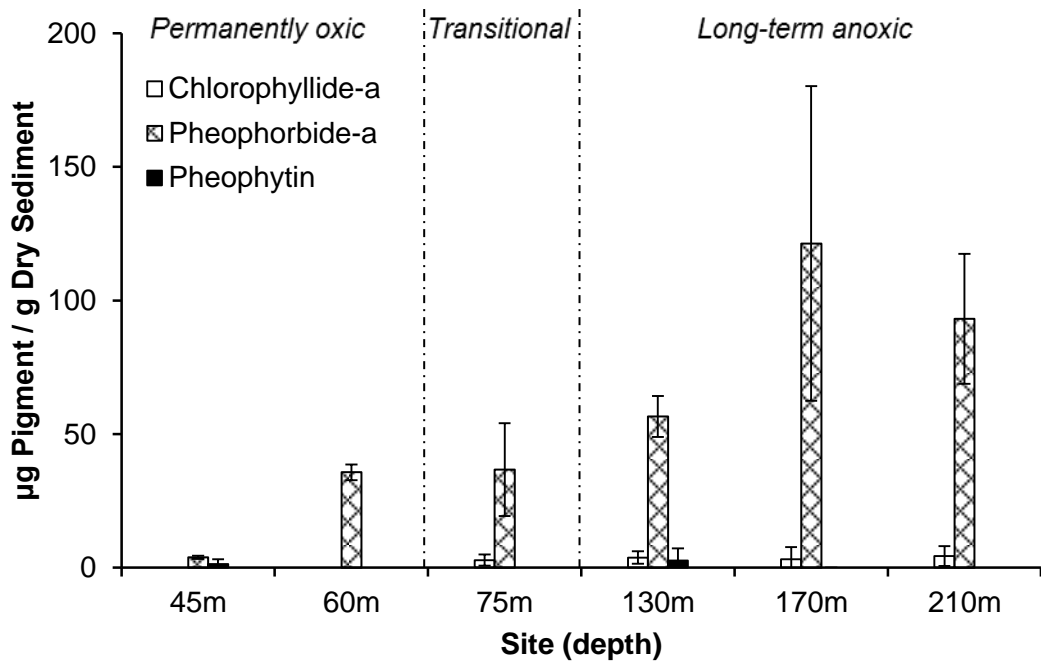 Permanently oxic Transitional Long-term anoxic
Chlorophyllide-a
Pheophorbide-a
Pheophytin
µg Pigment / g Dry Sediment
200
150
100
50
0
45m 60m 75m 130m 170m 210m
Site (depth)